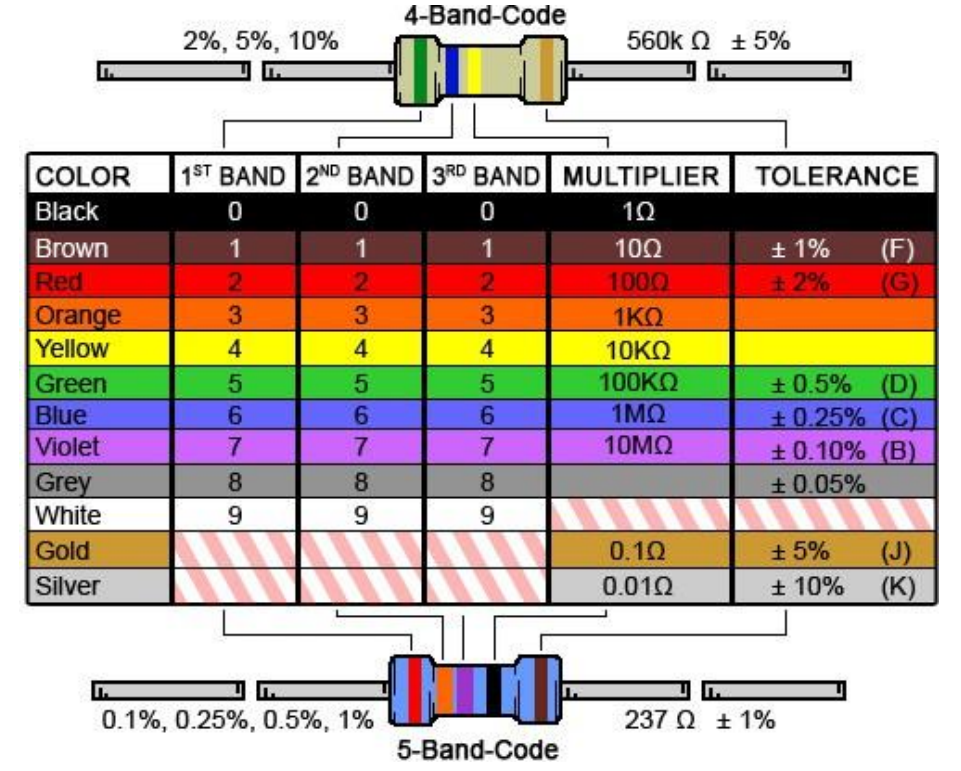 4-Band-Code
2%, 5%, 10%
560k Ω ± 5%
COLOR 1ST BAND 2ND BAND 3RD BAND MULTIPLIER TOLERANCE
Black 0 0 0 1Ω
Brown 1 1 1 10Ω ± 1% (F)
Red 2 2 2 100Ω ± 2% (G)
Orange 3 3 3 1KΩ
Yellow 4 4 4 10KΩ
Green 5 5 5 100KΩ ± 0.5% (D)
Blue 6 6 6 1MΩ ± 0.25% (C)
Violet 7 7 7 10MΩ ± 0.10% (B)
Grey 8 8 8 ± 0.05%
White 9 9 9
Gold 0.1Ω ± 5% (J)
Silver 0.01Ω ± 10% (K)
0.1%, 0.25%, 0.5%, 1%
237 Ω ± 1%
5-Band-Code